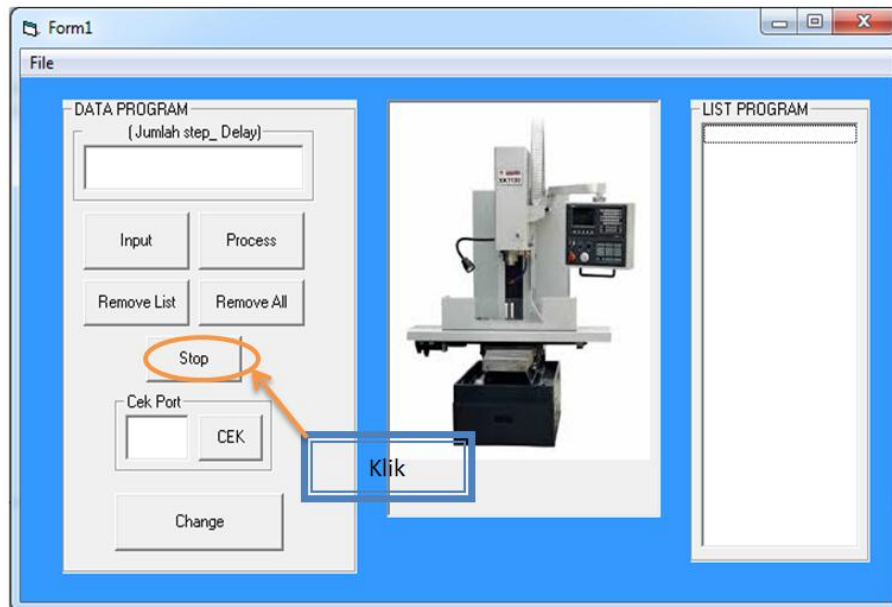 Form1
File
DATA PROGRAM
(Jumlah step_ Delay)
Input
Process
Remove List
Remove All
Stop
Cek Port
CEK
Change
Klik
LIST PROGRAM